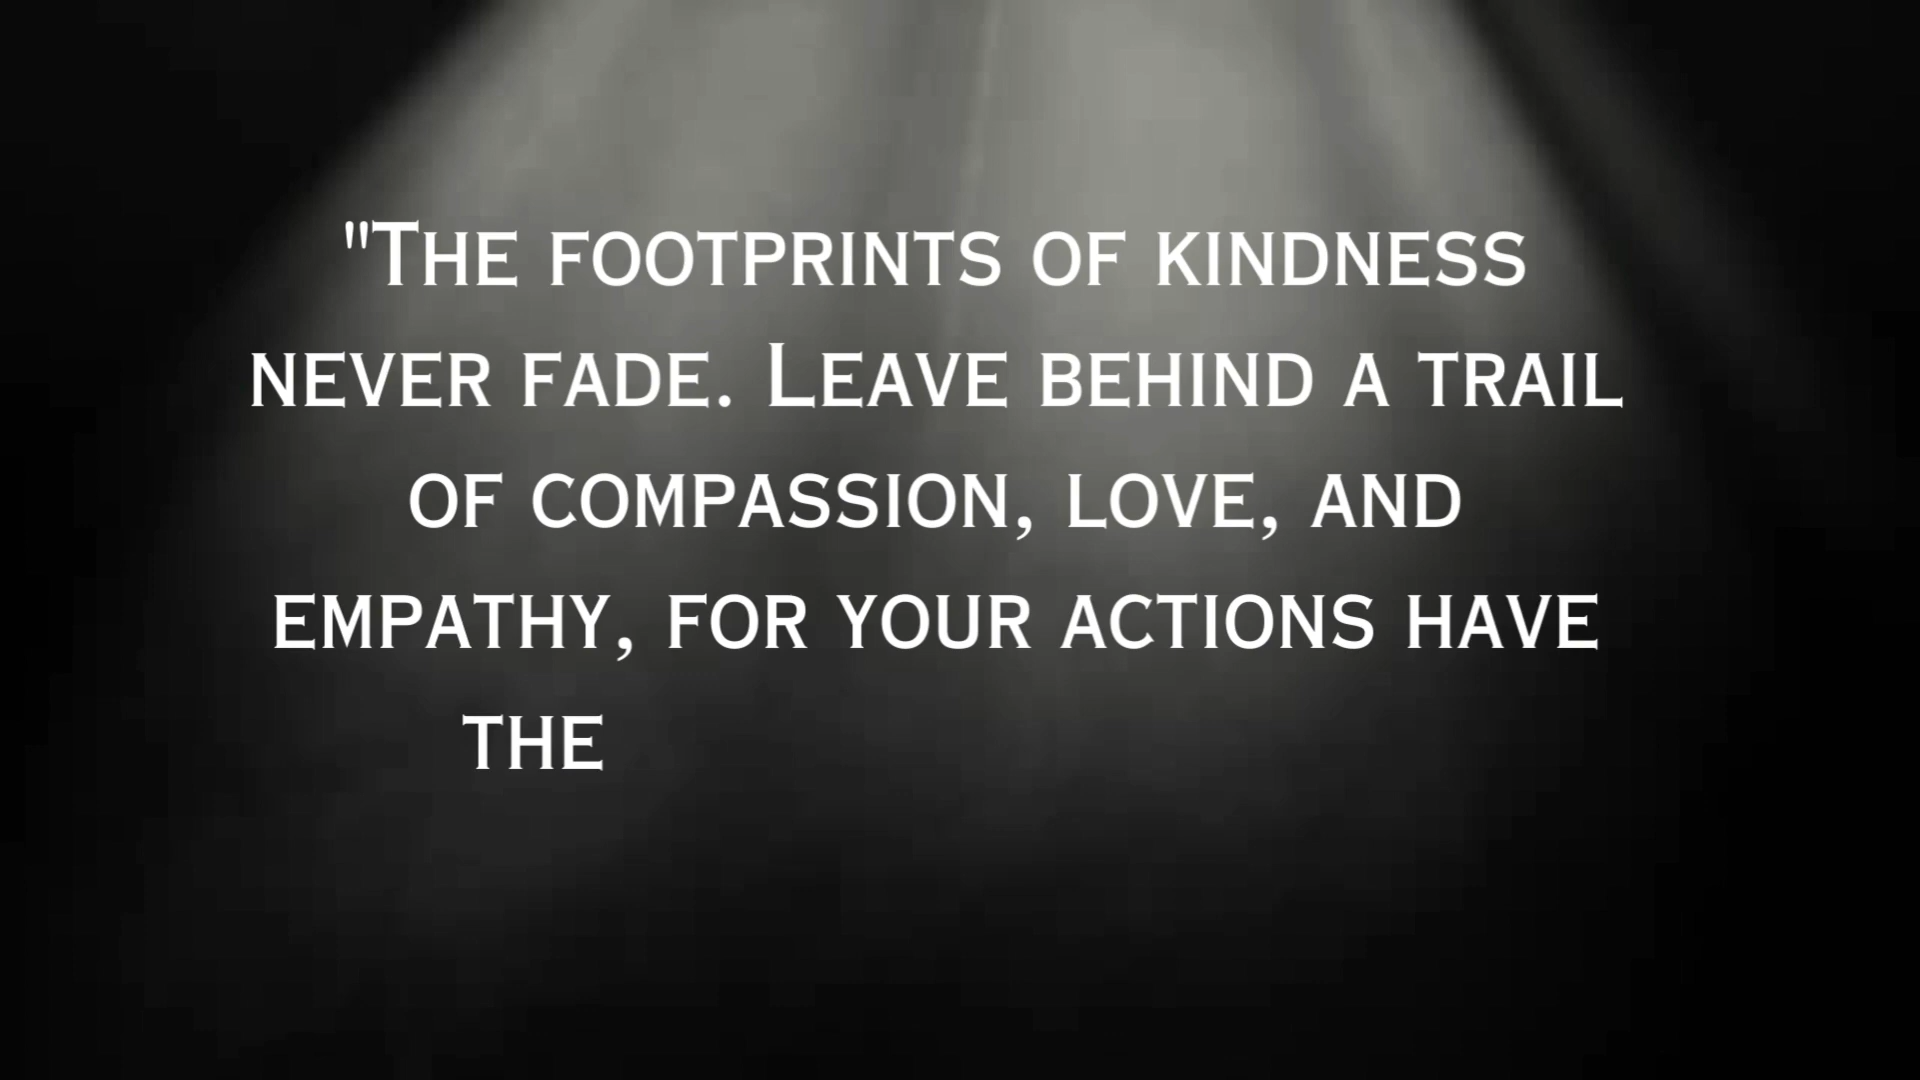 "The footprints of kindness
never fade. Leave behind a trail
of compassion, love, and
empathy, for your actions have
the